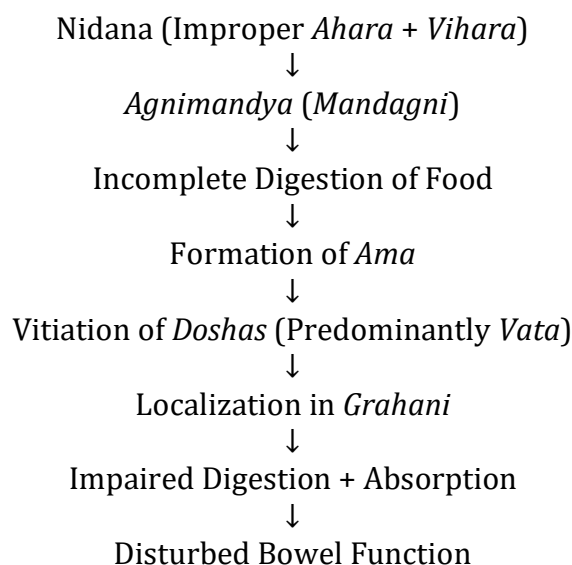 Nidana (Improper Ahara + Vihara)
↓
Agnimandya (Mandagni)
↓
Incomplete Digestion of Food
↓
Formation of Ama
↓
Vitiation of Doshas (Predominantly Vata)
↓
Localization in Grahani
↓
Impaired Digestion + Absorption
↓
Disturbed Bowel Function